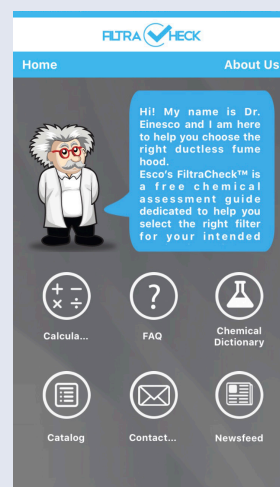 FILTRA CHECK
Home About Us
Hi! My name is Dr.
Einesco and I am here
to help you choose the
right ductless fume
hood.
Esco's FiltraCheck™ is
a free chemical
assessment guide
dedicated to help you
select the right filter
for your intended
Calcula... FAQ Chemical
Dictionary
Catalog Contact... Newsfeed